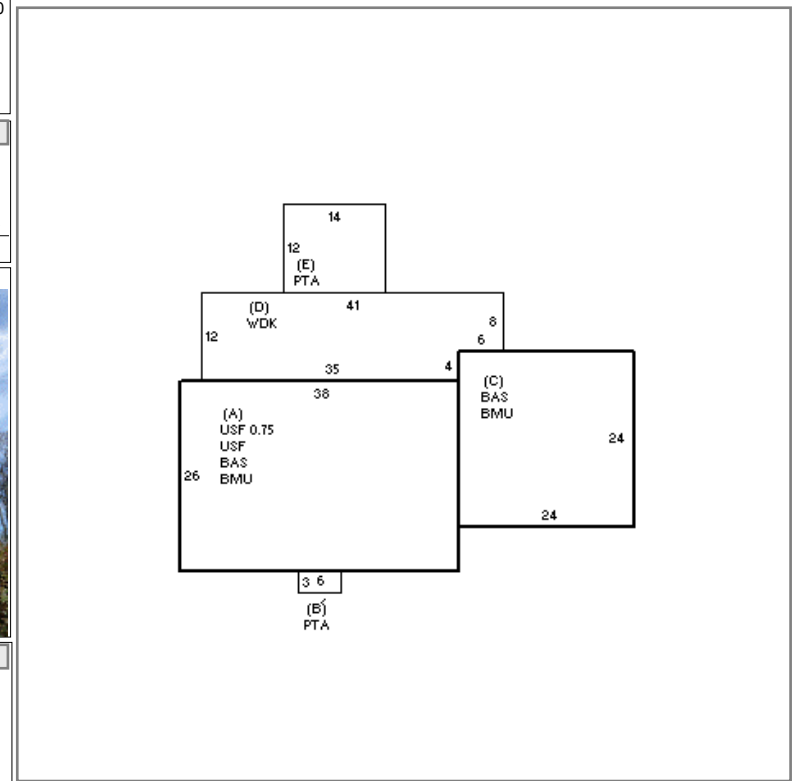 14
12
(E)
PTA
(D)
WDK
41
8
12
6
35
4
38
(C)
BAS
BMU
(A)
USF 0.75
USF
BAS
BMU
24
26
24
3 6
(B)
PTA